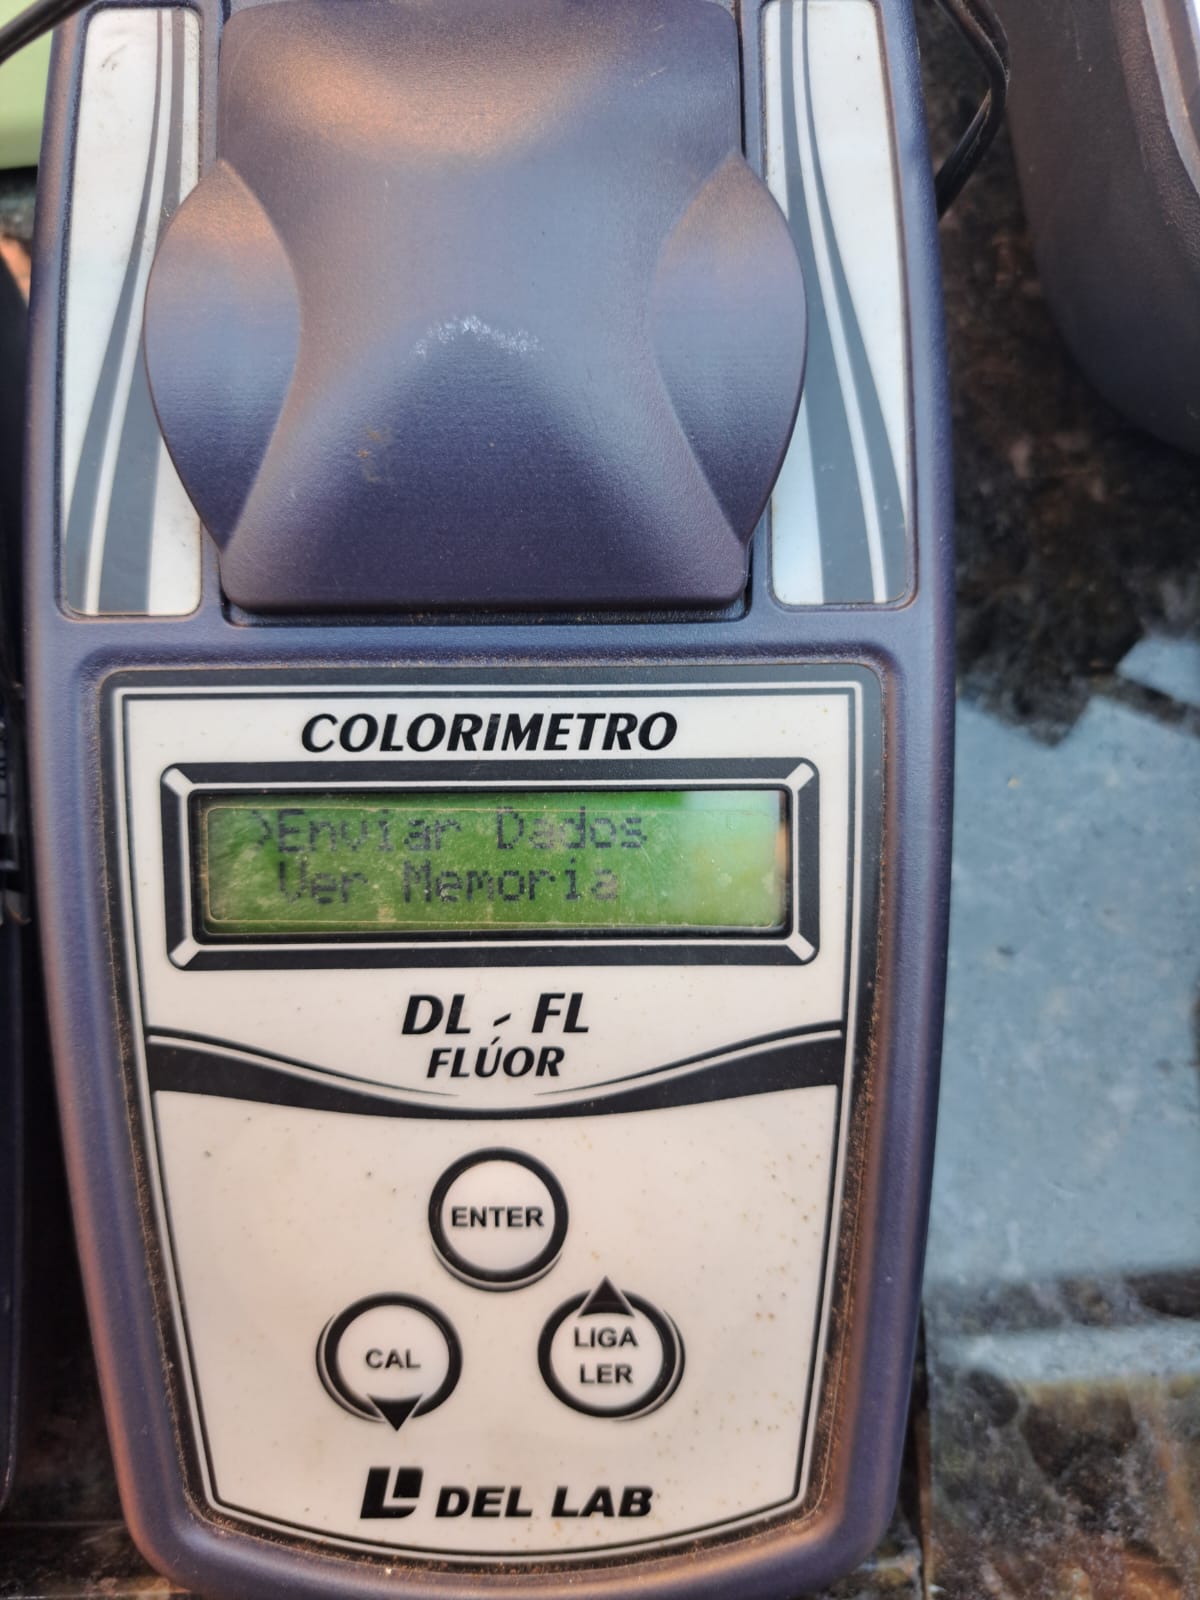 COLORIMETRO
>Enviar Dados
Ver Memoria
DL - FL
FLÚOR
ENTER
CAL
LIGA
LER
DEL LAB